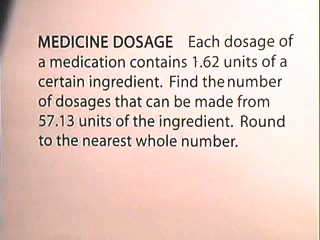 MEDICINE DOSAGE Each dosage of
a medication contains 1.62 units of a
certain ingredient. Find the number
of dosages that can be made from
57.13 units of the ingredient. Round
to the nearest whole number.